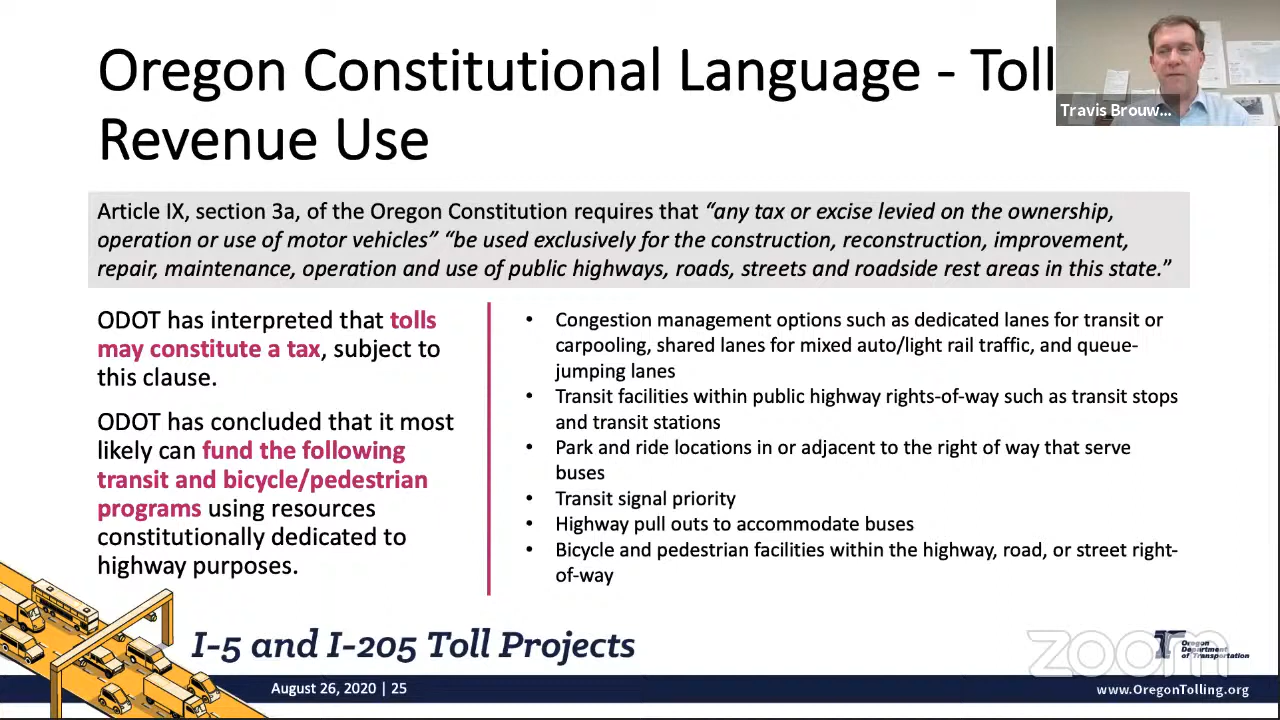 Oregon Constitutional Language - Toll
Revenue Use
Travis Brouw...
Article IX, section 3a, of the Oregon Constitution requires that “any tax or excise levied on the ownership,
operation or use of motor vehicles” “be used exclusively for the construction, reconstruction, improvement,
repair, maintenance, operation and use of public highways, roads, streets and roadside rest areas in this state.”
ODOT has interpreted that tolls
may constitute a tax, subject to
this clause.
ODOT has concluded that it most
likely can fund the following
transit and bicycle/pedestrian
programs using resources
constitutionally dedicated to
highway purposes.
• Congestion management options such as dedicated lanes for transit or
carpooling, shared lanes for mixed auto/light rail traffic, and queue-
jumping lanes
• Transit facilities within public highway rights-of-way such as transit stops
and transit stations
• Park and ride locations in or adjacent to the right of way that serve
buses
• Transit signal priority
• Highway pull outs to accommodate buses
• Bicycle and pedestrian facilities within the highway, road, or street right-
of-way
I-5 and I-205 Toll Projects
zoom
Oregon
Department
of Transportation
August 26, 2020 | 25
www.OregonTolling.org